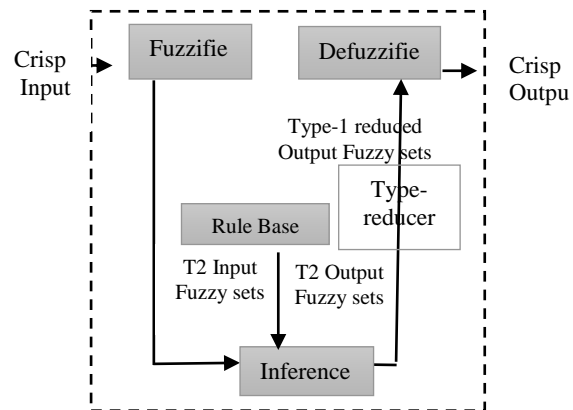 Fuzzifie
Defuzzifie
Crisp
Input
Crisp
Outpu
Type-1 reduced
Output Fuzzy sets
Type-
reducer
Rule Base
T2 Input
Fuzzy sets
T2 Output
Fuzzy sets
Inference